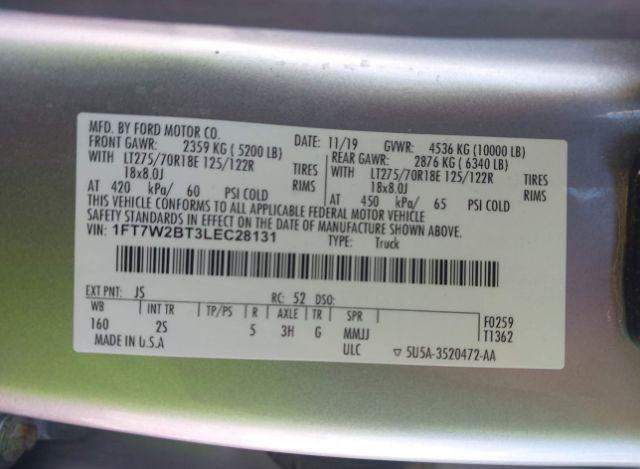 MFD. BY FORD MOTOR CO.
DATE: 11/19 GVWR: 4536 KG (10000 LB)
FRONT GAWR: 2359 KG ( 5200 LB) REAR GAWR: 2876 KG ( 6340 LB)
WITH LT275/70R18E 125/122R TIRES WITH LT275/70R18E 125/122R TIRES
18x8.0J RIMS 18x8.0J RIMS
AT 420 kPa/ 60 PSI COLD AT 450 kPa/ 65 PSI COLD
THIS VEHICLE CONFORMS TO ALL APPLICABLE FEDERAL MOTOR VEHICLE
SAFETY STANDARDS IN EFFECT ON THE DATE OF MANUFACTURE SHOWN ABOVE.
VIN: 1FT7W2BT3LEC28131 TYPE: Truck
EXT PNT: JS RC: 52 DSO:
WB INT TR TP/PS R AXLE TR SPR F0259
160 2S 5 3H G MMJJ T1362
MADE IN U.S.A ULC ▽ 5U5A-3520472-AA